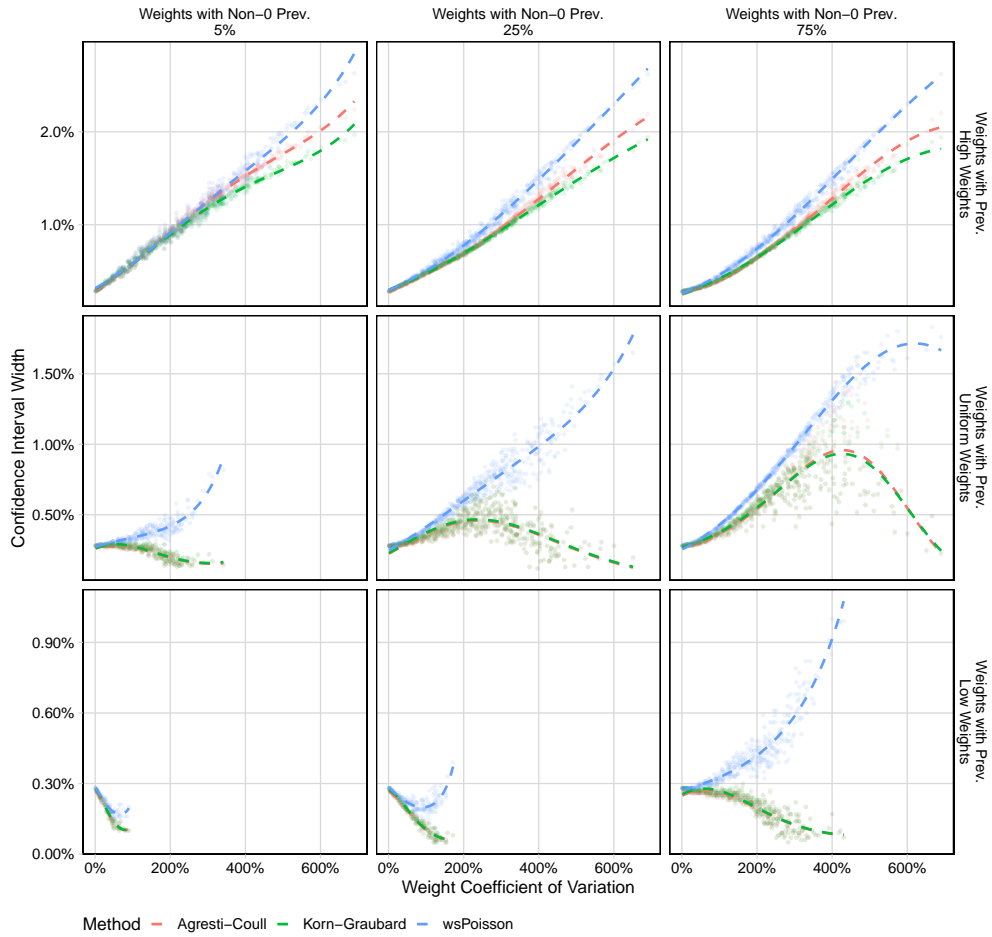 Weights with Non−0 Prev.
5%
Weights with Non−0 Prev.
25%
Weights with Non−0 Prev.
75%
2.0%
1.0%
Weights with Prev.
High Weights
1.50%
1.00%
0.50%
Weights with Prev.
Uniform Weights
Confidence Interval Width
0.90%
0.60%
0.30%
0.00%
Weights with Prev.
Low Weights
0% 200% 400% 600% 0% 200% 400% 600% 0% 200% 400% 600%
Weight Coefficient of Variation
Method Agresti−Coull Korn−Graubard wsPoisson